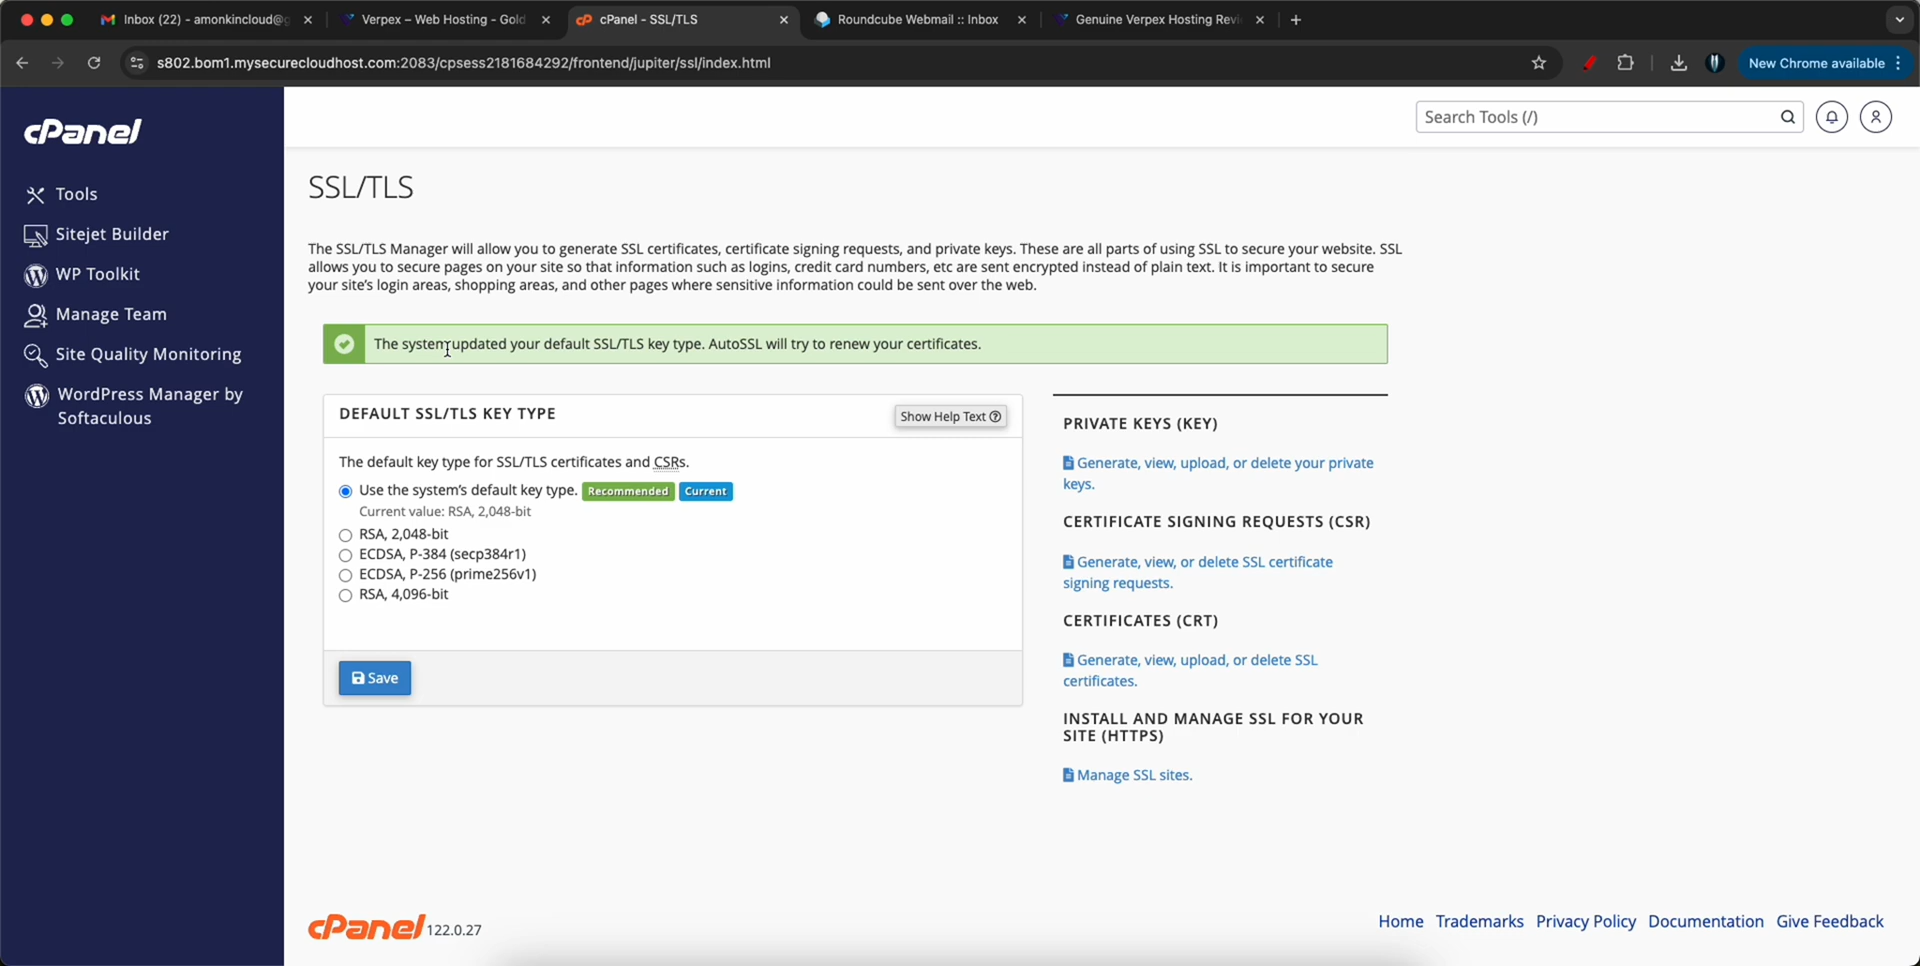 Inbox (22) - amonkincloud@g
Verpex – Web Hosting - Gold
cPanel - SSL/TLS
Roundcube Webmail :: Inbox
Genuine Verpex Hosting Revi
s802.bom1.mysecurecloudhost.com:2083/cpsess2181684292/frontend/jupiter/ssl/index.html
New Chrome available
cPanel
Search Tools (/)
Tools
Sitejet Builder
WP Toolkit
Manage Team
Site Quality Monitoring
WordPress Manager by
Softaculous
SSL/TLS
The SSL/TLS Manager will allow you to generate SSL certificates, certificate signing requests, and private keys. These are all parts of using SSL to secure your website. SSL
allows you to secure pages on your site so that information such as logins, credit card numbers, etc are sent encrypted instead of plain text. It is important to secure
your site's login areas, shopping areas, and other pages where sensitive information could be sent over the web.
The system updated your default SSL/TLS key type. AutoSSL will try to renew your certificates.
DEFAULT SSL/TLS KEY TYPE
Show Help Text
The default key type for SSL/TLS certificates and CSRs.
Use the system's default key type. Recommended Current
Current value: RSA, 2,048-bit
RSA, 2,048-bit
ECDSA, P-384 (secp384r1)
ECDSA, P-256 (prime256v1)
RSA, 4,096-bit
Save
PRIVATE KEYS (KEY)
Generate, view, upload, or delete your private
keys.
CERTIFICATE SIGNING REQUESTS (CSR)
Generate, view, or delete SSL certificate
signing requests.
CERTIFICATES (CRT)
Generate, view, upload, or delete SSL
certificates.
INSTALL AND MANAGE SSL FOR YOUR
SITE (HTTPS)
Manage SSL sites.
cPanel 122.0.27
Home Trademarks Privacy Policy Documentation Give Feedback